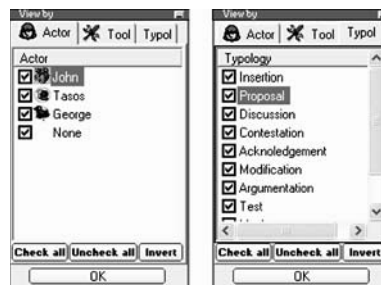 View by
Actor Tool Typol
Actor
John
Tasos
George
None
Check all Uncheck all Invert
OK
View by
Actor Tool Typol
Typology
Insertion
Proposal
Discussion
Contestation
Acknoledgement
Modification
Argumentation
Test
Check all Uncheck all Invert
OK